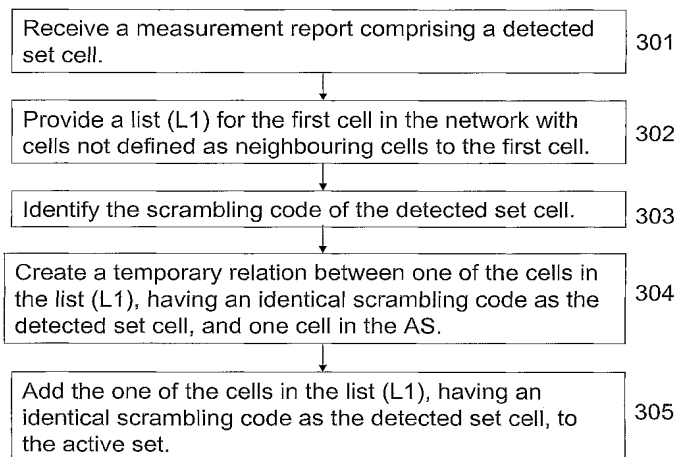 Receive a measurement report comprising a detected
set cell.
301
Provide a list (L1) for the first cell in the network with
cells not defined as neighbouring cells to the first cell.
302
Identify the scrambling code of the detected set cell.
303
Create a temporary relation between one of the cells in
the list (L1), having an identical scrambling code as the
detected set cell, and one cell in the AS.
304
Add the one of the cells in the list (L1), having an
identical scrambling code as the detected set cell, to
the active set.
305